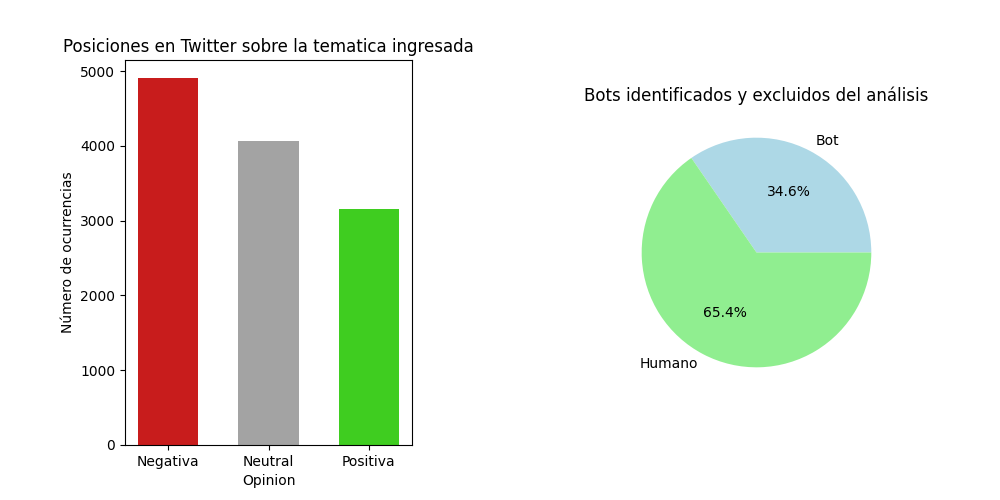 Posiciones en Twitter sobre la tematica ingresada
Número de ocurrencias
5000
4000
3000
2000
1000
0
Negativa
Neutral
Positiva
Opinion
Bots identificados y excluidos del análisis
Bot
34.6%
65.4%
Humano